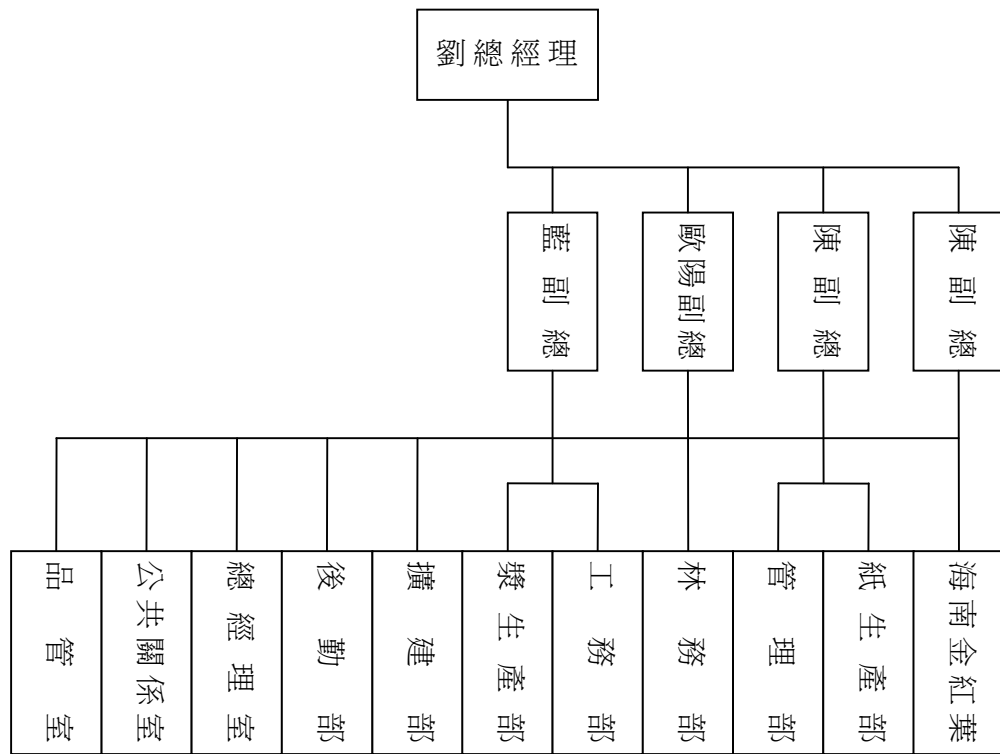 劉總經理
藍副總
歐陽副總
陳副總
陳副總
品管室
公共關係室
總經理室
後勤部
擴建部
漿生產部
工務部
林務部
管理部
紙生產部
海南金紅葉